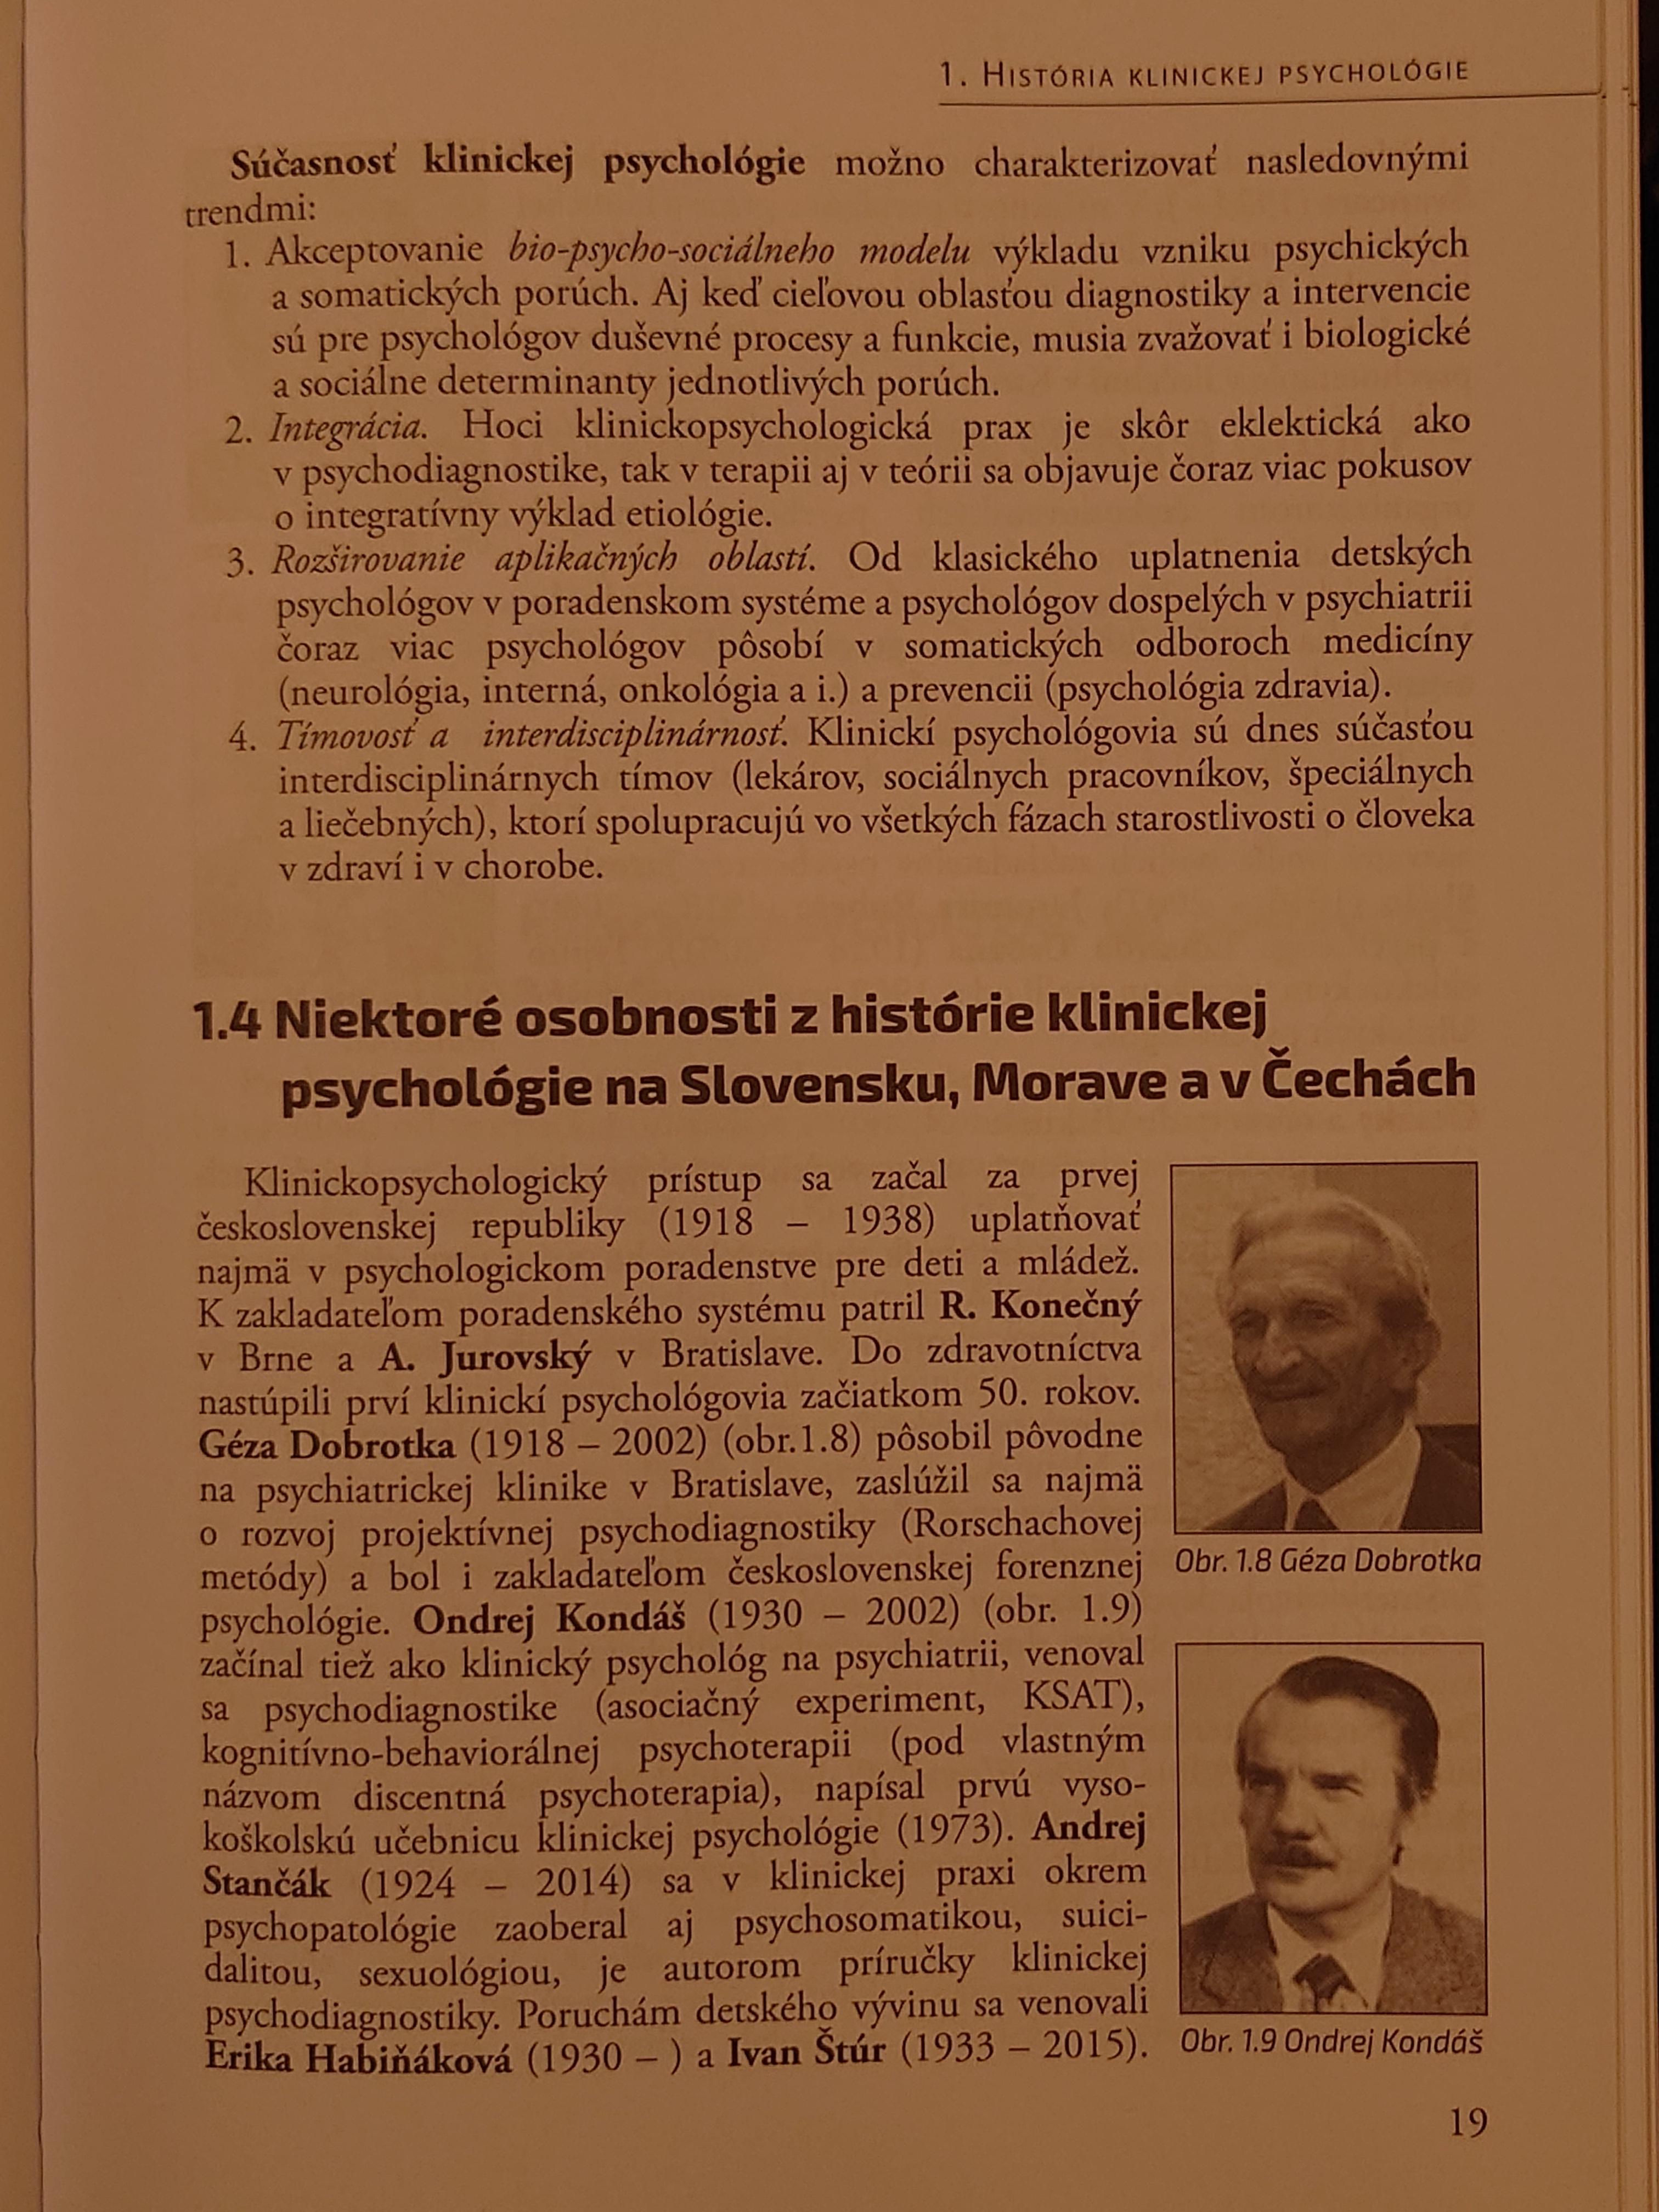 1. História klinickej psychológie
Súčasnosť klinickej psychológie možno charakterizovať nasledovnými
trendmi:
1. Akceptovanie bio-psycho-sociálneho modelu výkladu vzniku psychických
a somatických porúch. Aj keď cieľovou oblasťou diagnostiky a intervencie
sú pre psychológov duševné procesy a funkcie, musia zvažovať i biologické
a sociálne determinanty jednotlivých porúch.
2. Integrácia. Hoci klinickopsychologická prax je skôr eklektická ako
v psychodiagnostike, tak v terapii aj v teórii sa objavuje čoraz viac pokusov
o integratívny výklad etiológie.
3. Rozširovanie aplikačných oblastí. Od klasického uplatnenia detských
psychológov v poradenskom systéme a psychológov dospelých v psychiatrii
čoraz viac psychológov pôsobí v somatických odboroch medicíny
(neurológia, interná, onkológia a i.) a prevencii (psychológia zdravia).
4. Tímovosť a interdisciplinárnosť. Klinickí psychológovia sú dnes súčasťou
interdisciplinárnych tímov (lekárov, sociálnych pracovníkov, špeciálnych
a liečebných), ktorí spolupracujú vo všetkých fázach starostlivosti o človeka
v zdraví i v chorobe.
1.4 Niektoré osobnosti z histórie klinickej
psychológie na Slovensku, Morave a v Čechách
Klinickopsychologický prístup sa začal za prvej
československej republiky (1918 – 1938) uplatňovať
najmä v psychologickom poradenstve pre deti a mládež.
K zakladateľom poradenského systému patril R. Konečný
v Brne a A. Jurovský v Bratislave. Do zdravotníctva
nastúpili prví klinickí psychológovia začiatkom 50. rokov.
Géza Dobrotka (1918 – 2002) (obr.1.8) pôsobil pôvodne
na psychiatrickej klinike v Bratislave, zaslúžil sa najmä
o rozvoj projektívnej psychodiagnostiky (Rorschachovej
metódy) a bol i zakladateľom československej forenznej
psychológie. Ondrej Kondáš (1930 – 2002) (obr. 1.9)
začínal tiež ako klinický psychológ na psychiatrii, venoval
sa psychodiagnostike (asociačný experiment, KSAT),
kognitívno-behaviorálnej psychoterapii (pod vlastným
názvom discentná psychoterapia), napísal prvú vyso-
koškolskú učebnicu klinickej psychológie (1973). Andrej
Stančák (1924 – 2014) sa v klinickej praxi okrem
psychopatológie zaoberal aj psychosomatikou, suici-
dalitou, sexuológiou, je autorom príručky klinickej
psychodiagnostiky. Poruchám detského vývinu sa venovali
Erika Habiňáková (1930 – ) a Ivan Štúr (1933 – 2015).
Obr. 1.8 Géza Dobrotka
Obr. 1.9 Ondrej Kondáš
19